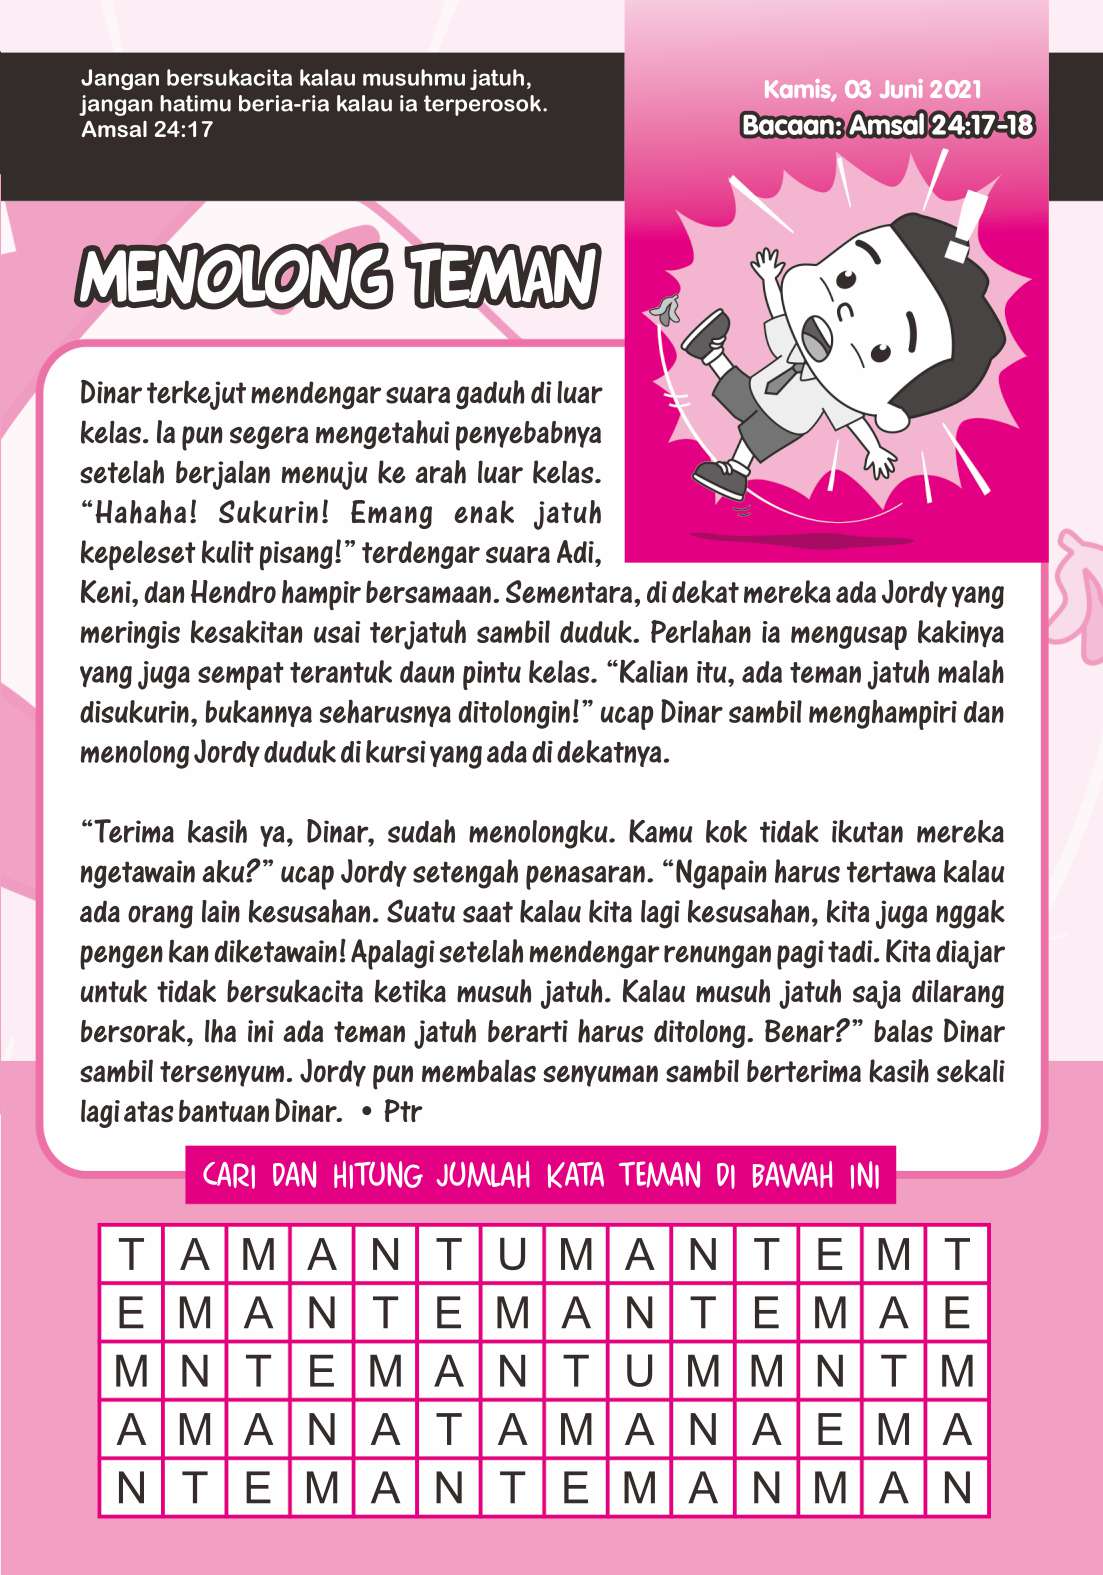 Jangan bersukacita kalau musuhmu jatuh,
jangan hatimu beria-ria kalau ia terperosok.
Amsal 24:17
Kamis, 03 Juni 2021
Bacaan: Amsal 24:17-18
MENOLONG TEMAN
Dinar terkejut mendengar suara gaduh di luar
kelas. Ia pun segera mengetahui penyebabnya
setelah berjalan menuju ke arah luar kelas.
“Hahaha! Sukurin! Emang enak jatuh
kepeleset kulit pisang!” terdengar suara Adi,
Keni, dan Hendro hampir bersamaan. Sementara, di dekat mereka ada Jordy yang
meringis kesakitan usai terjatuh sambil duduk. Perlahan ia mengusap kakinya
yang juga sempat terantuk daun pintu kelas. “Kalian itu, ada teman jatuh malah
disukurin, bukannya seharusnya ditolongin!” ucap Dinar sambil menghampiri dan
menolong Jordy duduk di kursi yang ada di dekatnya.
“Terima kasih ya, Dinar, sudah menolongku. Kamu kok tidak ikutan mereka
ngetawain aku?” ucap Jordy setengah penasaran. “Ngapain harus tertawa kalau
ada orang lain kesusahan. Suatu saat kalau kita lagi kesusahan, kita juga nggak
pengen kan diketawain! Apalagi setelah mendengar renungan pagi tadi. Kita diajar
untuk tidak bersukacita ketika musuh jatuh. Kalau musuh jatuh saja dilarang
bersorak, lha ini ada teman jatuh berarti harus ditolong. Benar?” balas Dinar
sambil tersenyum. Jordy pun membalas senyuman sambil berterima kasih sekali
lagi atas bantuan Dinar. • Ptr
CARI DAN HITUNG JUMLAH KATA TEMAN DI BAWAH INI
T A M A N T U M A N T E M T
E M A N T E M A N T E M A E
M N T E M A N T U M M N T M
A M A N A T A M A N A E M A
N T E M A N T E M A N M A N